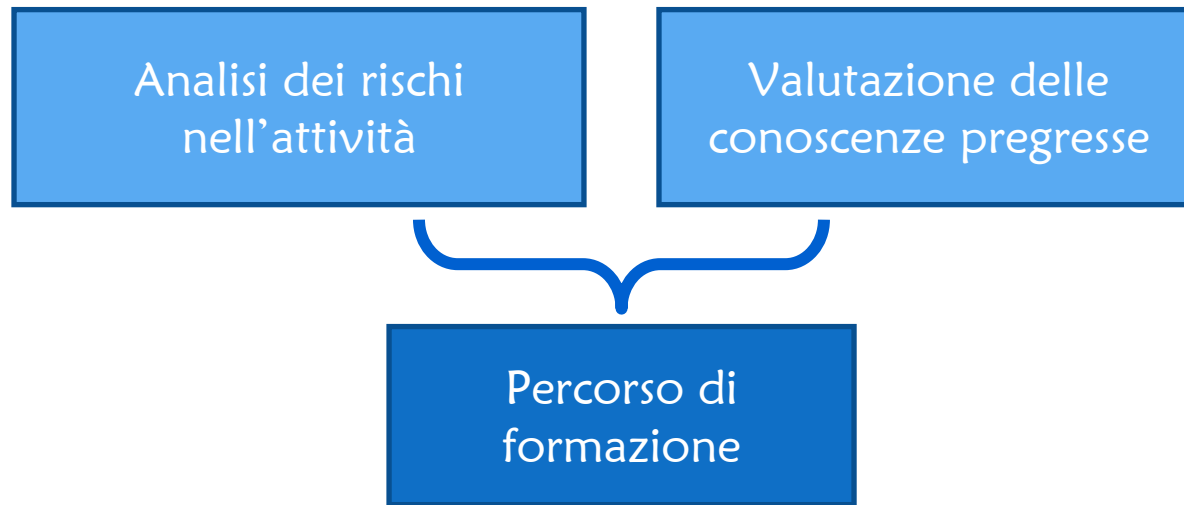 Analisi dei rischi
nell’attività
Valutazione delle
conoscenze pregresse
Percorso di
formazione